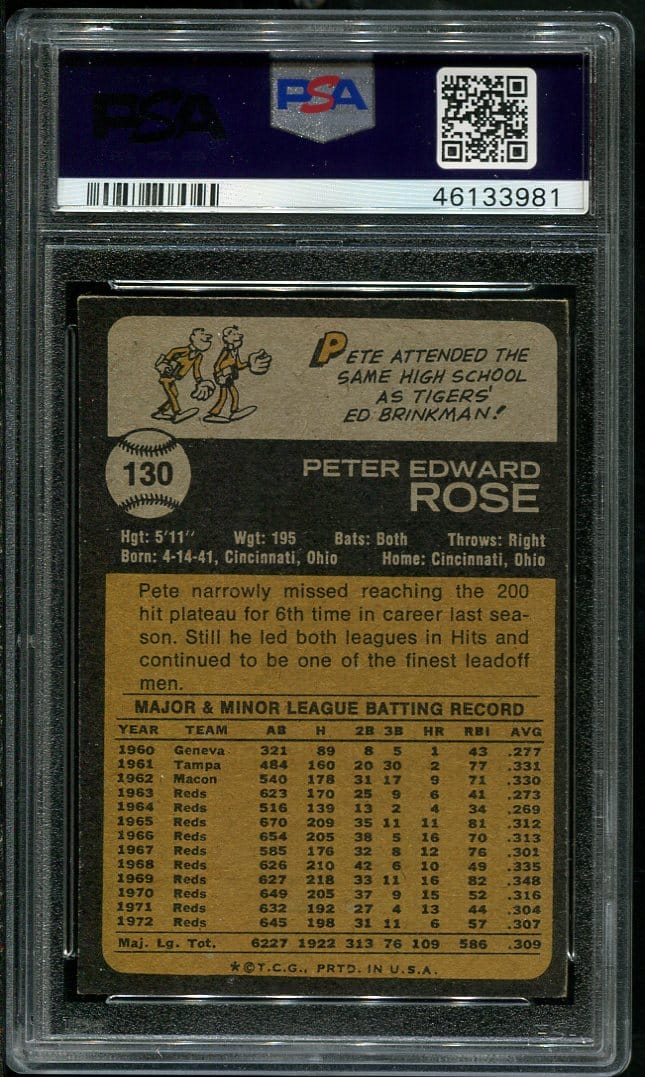 PSA
PSA
46133981
PETE ATTENDED THE
SAME HIGH SCHOOL
AS TIGERS'
ED BRINKMAN!
130
PETER EDWARD
ROSE
Hgt: 5'11" Wgt: 195 Bats: Both Throws: Right
Born: 4-14-41, Cincinnati, Ohio Home: Cincinnati, Ohio
Pete narrowly missed reaching the 200
hit plateau for 6th time in career last sea-
son. Still he led both leagues in Hits and
continued to be one of the finest leadoff
men.
MAJOR & MINOR LEAGUE BATTING RECORD
YEAR TEAM AB H 2B 3B HR RBI AVG
1960 Geneva 321 89 8 5 1 43 .277
1961 Tampa 484 160 20 30 2 77 .331
1962 Macon 540 178 31 17 9 71 .330
1963 Reds 623 170 25 9 6 41 .273
1964 Reds 516 139 13 2 4 34 .269
1965 Reds 670 209 35 11 11 81 .312
1966 Reds 654 205 38 5 16 70 .313
1967 Reds 585 176 32 8 12 76 .301
1968 Reds 626 210 42 6 10 49 .335
1969 Reds 627 218 33 11 16 82 .348
1970 Reds 649 205 37 9 15 52 .316
1971 Reds 632 192 27 4 13 44 .304
1972 Reds 645 198 31 11 6 57 .307
Maj. Lg. Tot. 6227 1922 313 76 109 586 .309
*©T.C.G., PRTD. IN U.S.A.